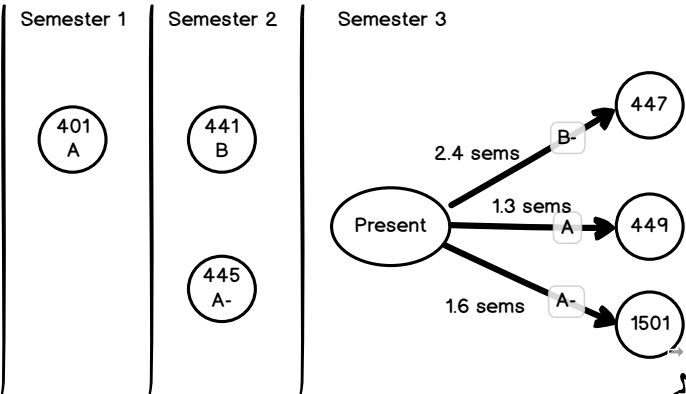 Semester 1
Semester 2
Semester 3
401
A
441
B
445
A-
Present
2.4 sems
B-
447
1.3 sems
A
449
1.6 sems
A-
1501